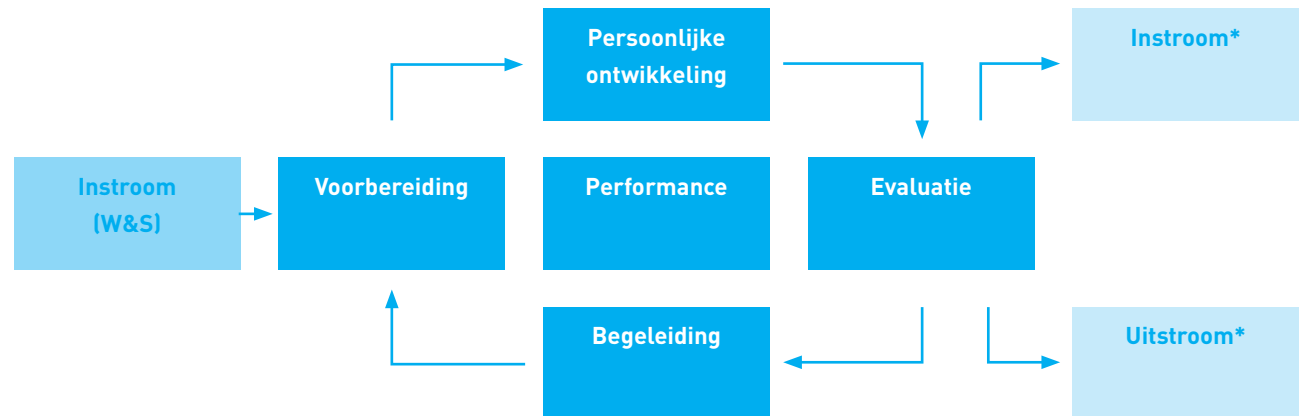 Persoonlijke
ontwikkeling
Instroom*
Instroom
(W&S)
Voorbereiding
Performance
Evaluatie
Begeleiding
Uitstroom*